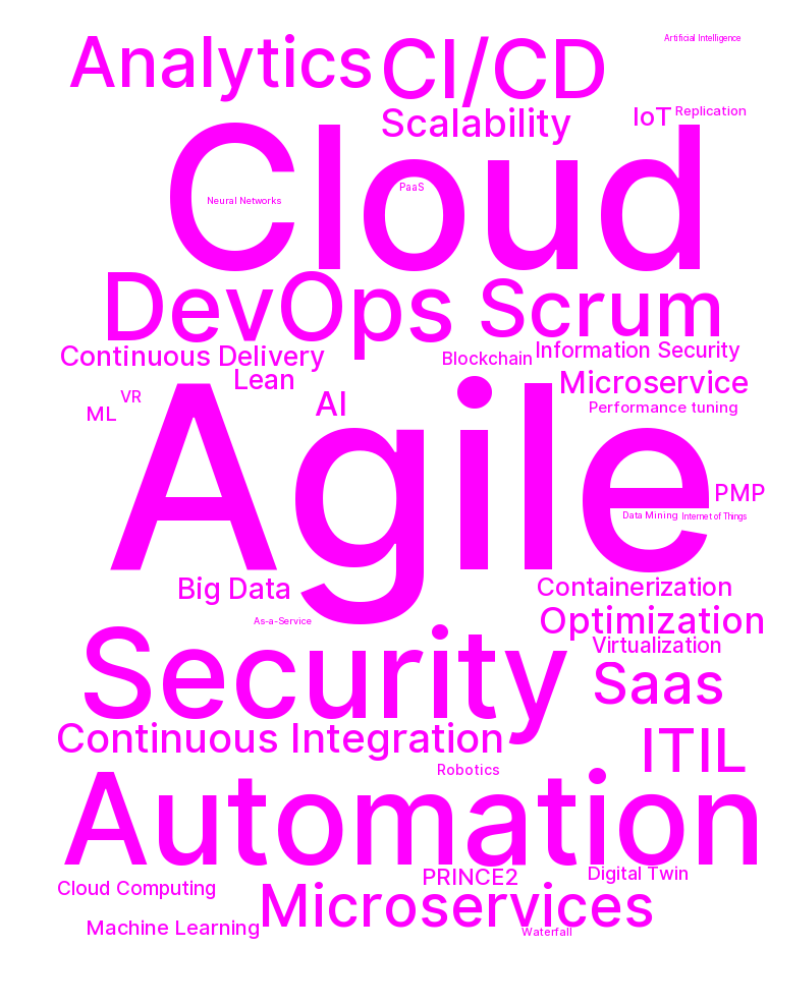 Artificial Intelligence
Analytics
CI/CD
Scalability
IoT
Replication
Cloud
PaaS
Neural Networks
DevOps
Scrum
Continuous Delivery
Blockchain
Information Security
Lean
Microservice
VR
AI
ML
Performance tuning
Agile
PMP
Data Mining
Internet of Things
Big Data
Containerization
As-a-Service
Optimization
Virtualization
Security
Saas
Continuous Integration
ITIL
Robotics
Automation
PRINCE2
Digital Twin
Cloud Computing
Microservices
Machine Learning
Waterfall